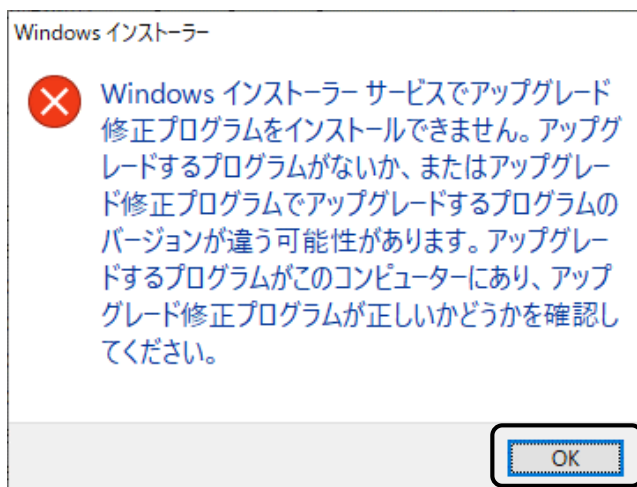 Windows インストーラー
Windows インストーラー サービスでアップグレード
修正プログラムをインストールできません。アップグ
レードするプログラムがないか、またはアップグレー
ド修正プログラムでアップグレードするプログラムの
バージョンが違う可能性があります。アップグレー
ドするプログラムがこのコンピューターにあり、アップ
グレード修正プログラムが正しいかどうかを確認し
てください。
OK